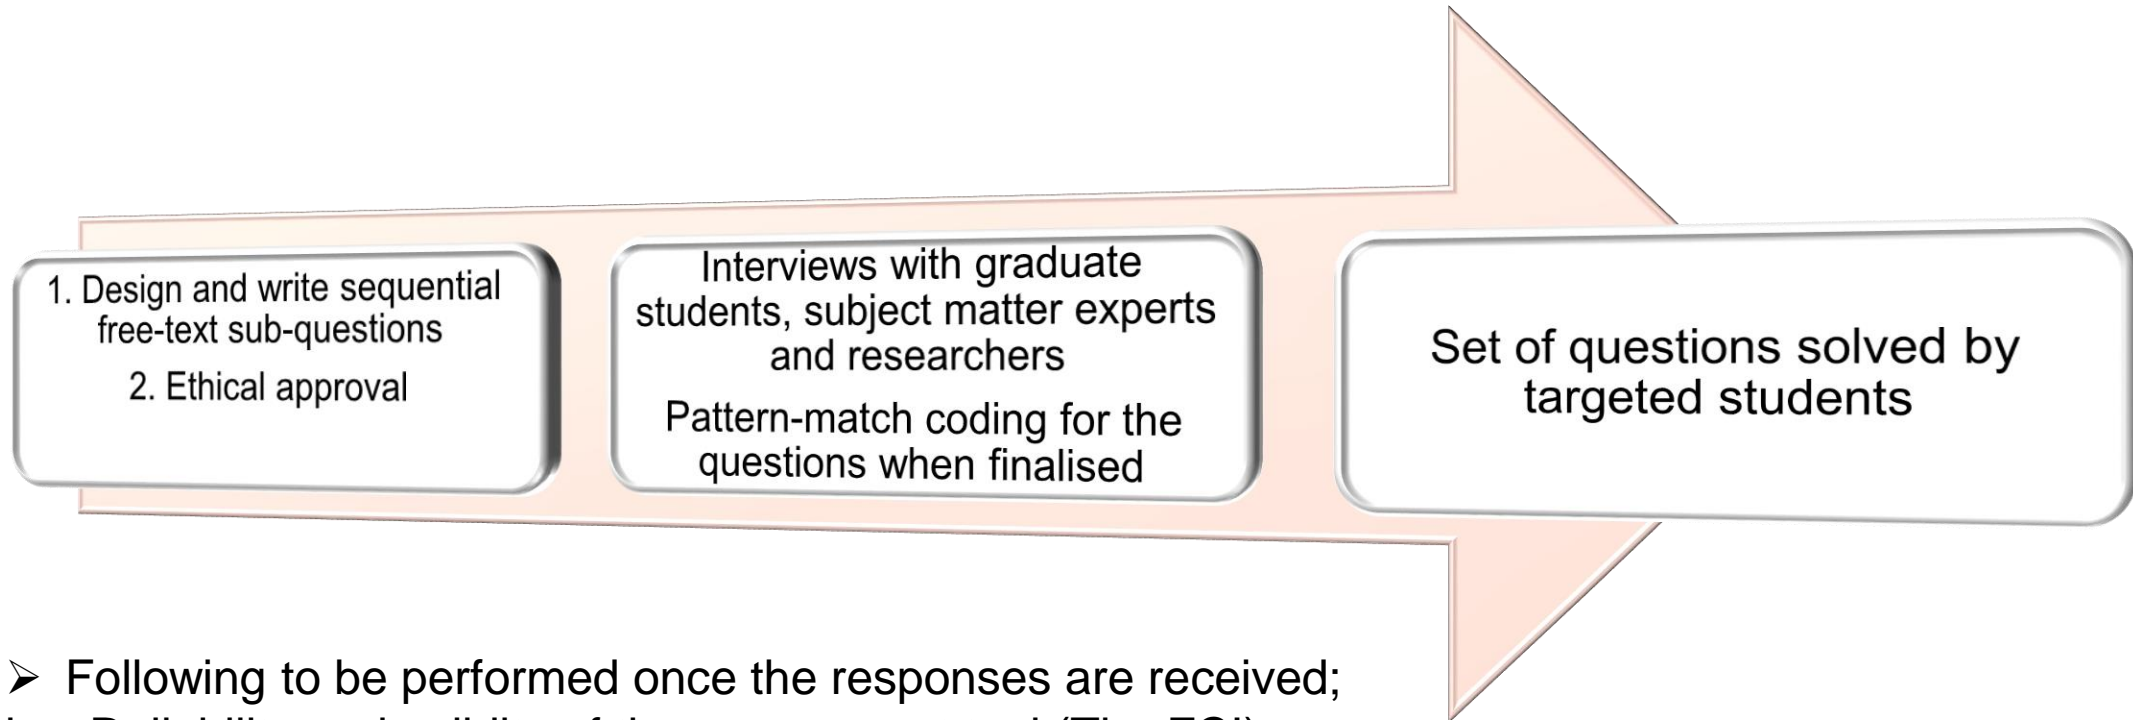 1. Design and write sequential
free-text sub-questions
2. Ethical approval
Interviews with graduate
students, subject matter experts
and researchers
Pattern-match coding for the
questions when finalised
Set of questions solved by
targeted students
➢ Following to be performed once the responses are received;